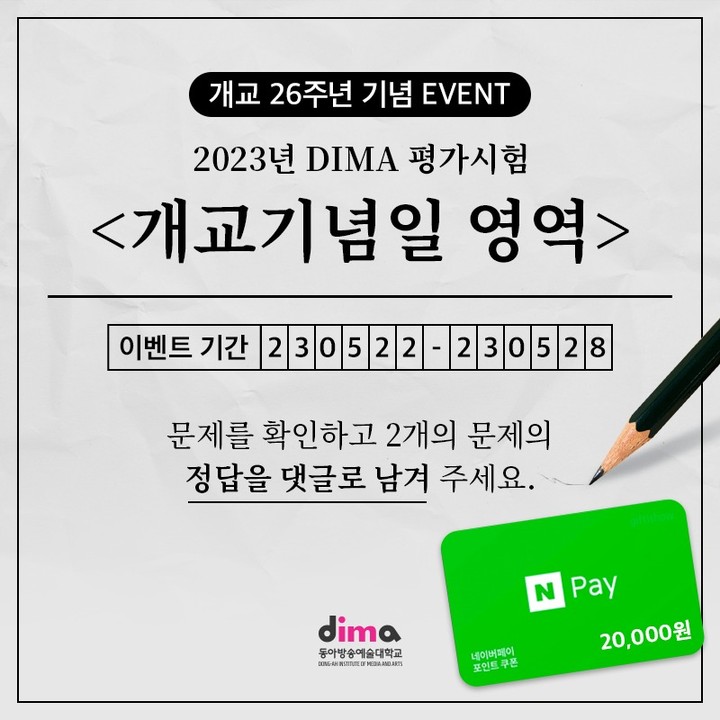 개교 26주년 기념 EVENT
2023년 DIMA 평가시험
<개교기념일 영역>
이벤트 기간 230522-230528
문제를 확인하고 2개의 문제의
정답을 댓글로 남겨 주세요.
N Pay
20,000원
네이버페이
포인트 쿠폰
dima
동아방송예술대학교
DONG-AH INSTITUTE OF MEDIA AND ARTS